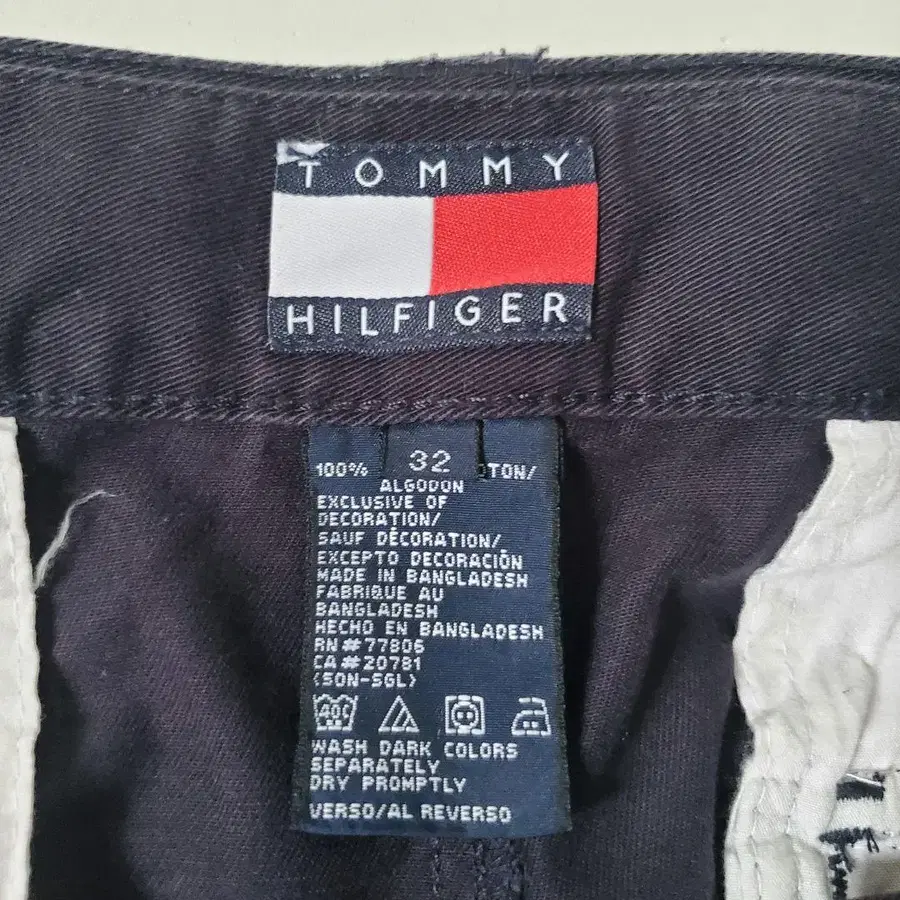 TOMMY
HILFIGER
32
100% TON/
ALGODON
EXCLUSIVE OF
DECORATION/
SAUF DÉCORATION/
EXCEPTO DECORACIÓN
MADE IN BANGLADESH
FABRIQUE AU
BANGLADESH
HECHO EN BANGLADESH
RN#77806
CA#20781
(SON-SGL)
40C
WASH DARK COLORS
SEPARATELY
DRY PROMPTLY
VERSO/AL REVERSO